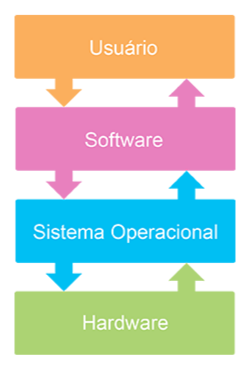 Usuário
Software
Sistema Operacional
Hardware